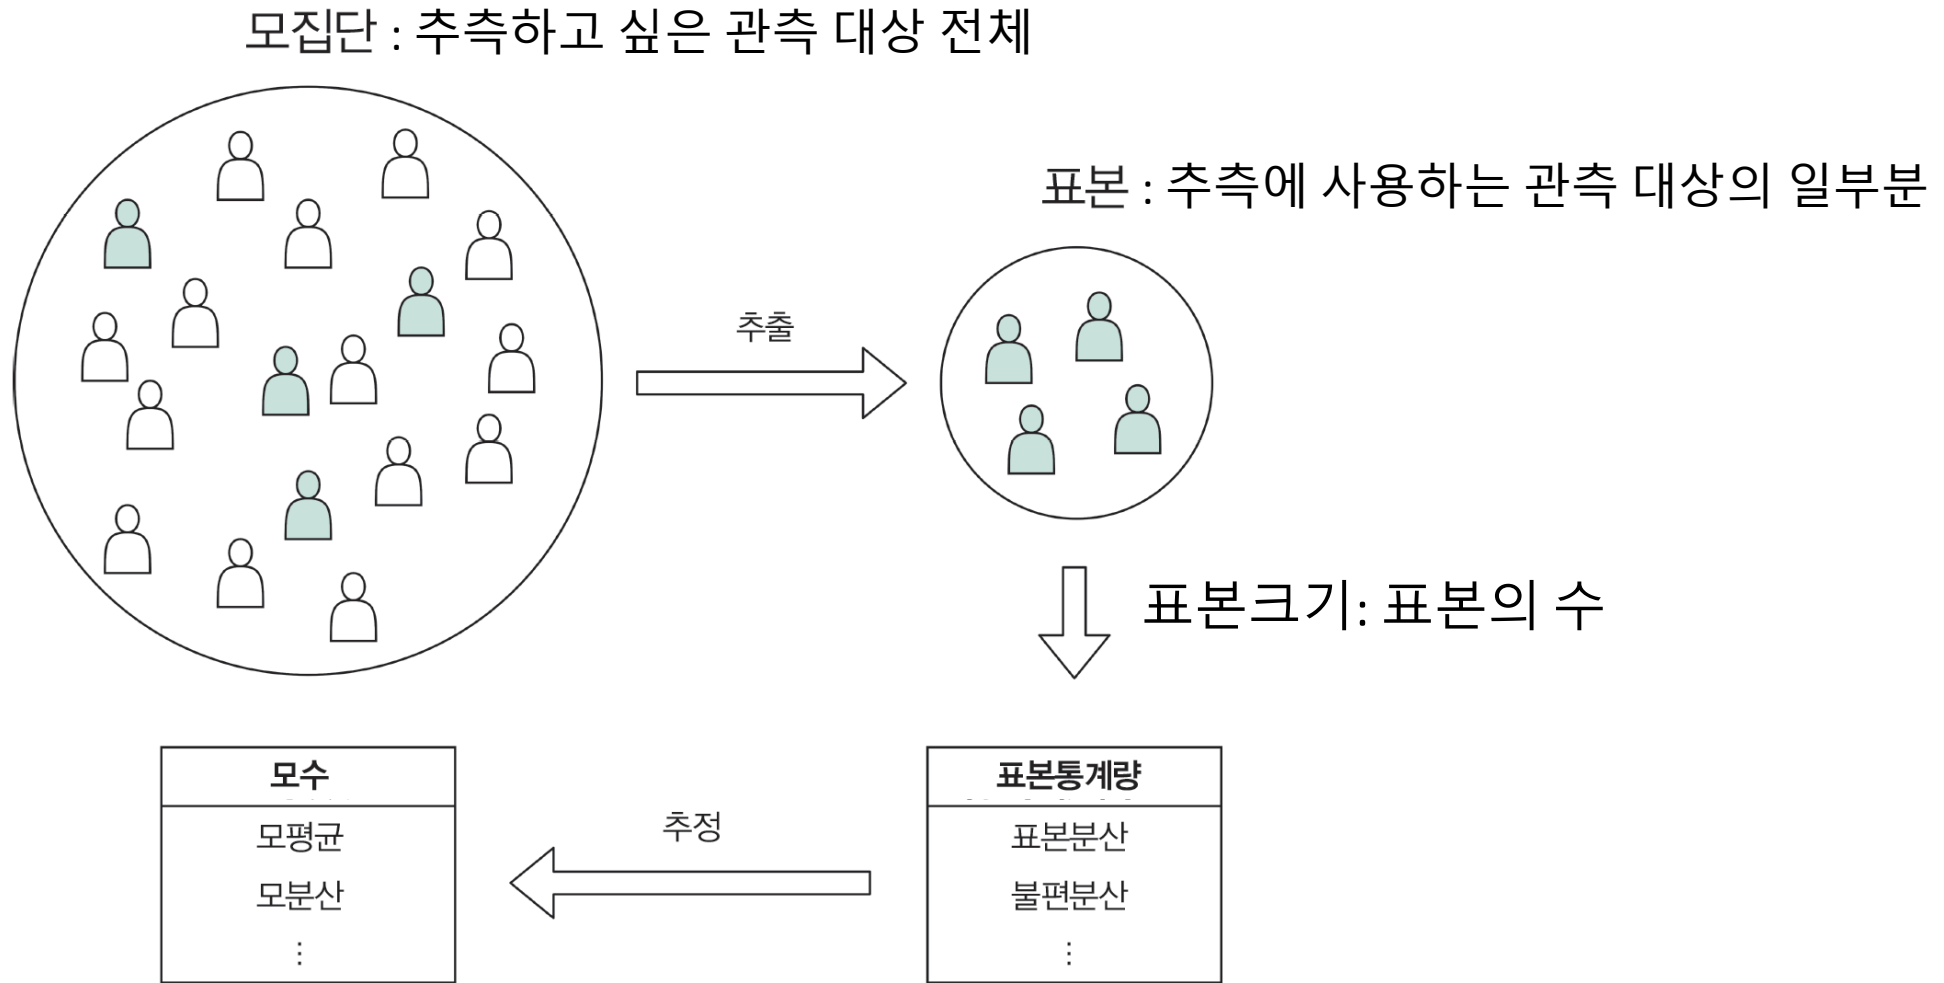 모집단 : 추측하고 싶은 관측 대상 전체
표본 : 추측에 사용하는 관측 대상의 일부분
추출
표본크기: 표본의 수
모수
모평균
모분산
⋮
추정
표본통계량
표본분산
불편분산
⋮